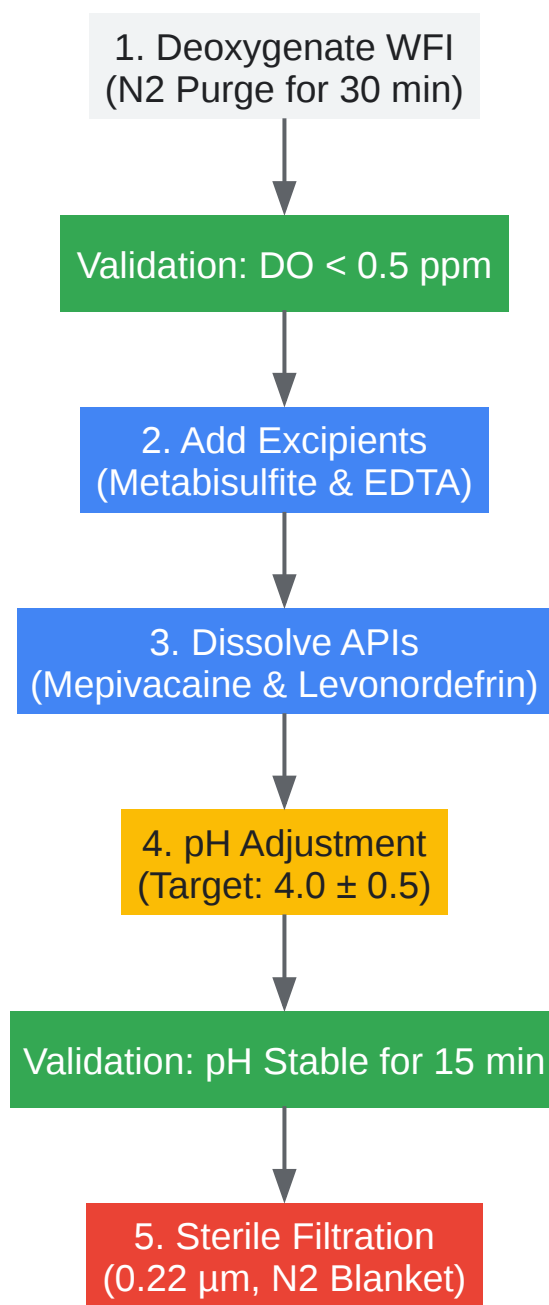 1. Deoxygenate WFI
(N2 Purge for 30 min)
Validation: DO < 0.5 ppm
2. Add Excipients
(Metabisulfite & EDTA)
3. Dissolve APIs
(Mepivacaine & Levonordefrin)
4. pH Adjustment
(Target: 4.0 ± 0.5)
Validation: pH Stable for 15 min
5. Sterile Filtration
(0.22 µm, N2 Blanket)